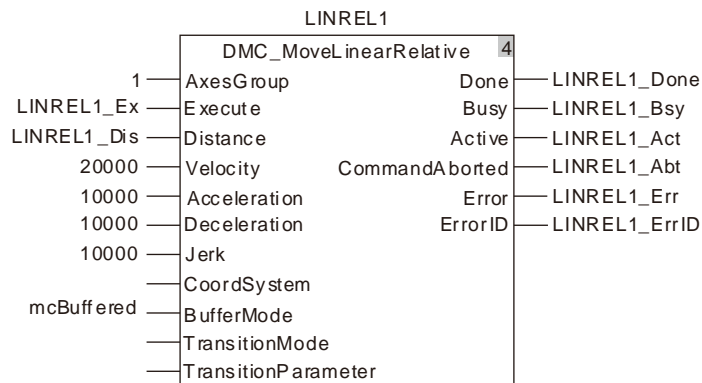 LINREL1
DMC_MoveLinearRelative 4
1 AxesGroup Done LINREL1_Done
LINREL1_Ex Execute Busy LINREL1_Bsy
LINREL1_Dis Distance Active LINREL1_Act
20000 Velocity CommandAborted LINREL1_Abt
10000 Acceleration Error LINREL1_Err
10000 Deceleration ErrorID LINREL1_ErrID
10000 Jerk
CoordSystem
mcBuffered BufferMode
TransitionMode
TransitionParameter